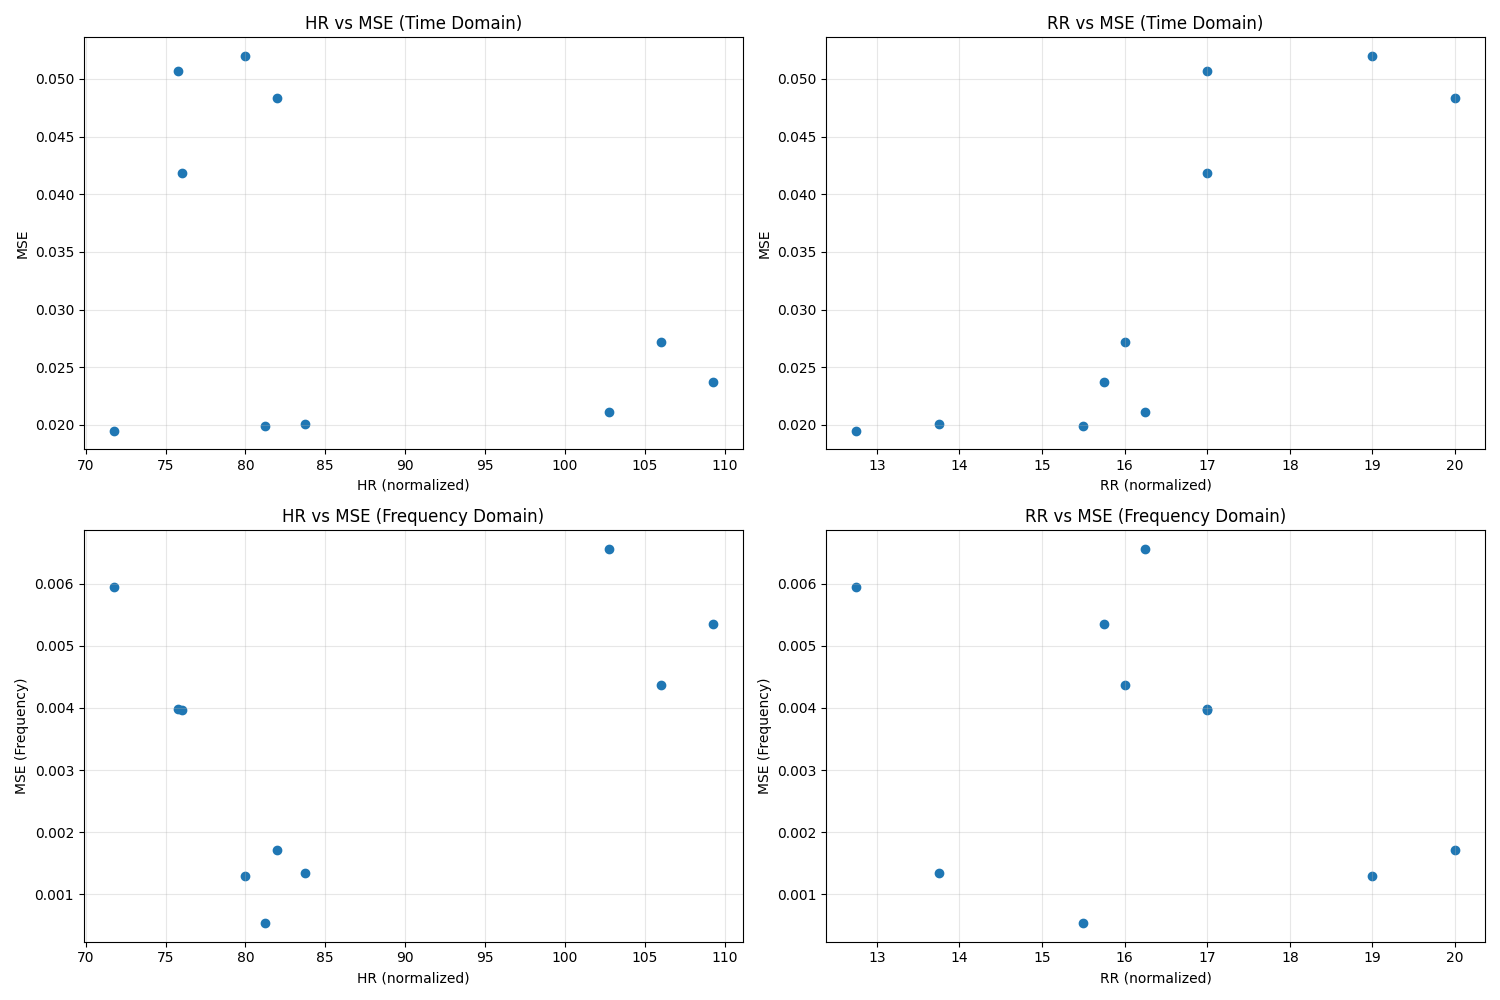 HR vs MSE (Time Domain)
MSE
0.050
0.045
0.040
0.035
0.030
0.025
0.020
70 75 80 85 90 95 100 105 110
HR (normalized)
RR vs MSE (Time Domain)
MSE
0.050
0.045
0.040
0.035
0.030
0.025
0.020
13 14 15 16 17 18 19 20
RR (normalized)
HR vs MSE (Frequency Domain)
MSE (Frequency)
0.006
0.005
0.004
0.003
0.002
0.001
70 75 80 85 90 95 100 105 110
HR (normalized)
RR vs MSE (Frequency Domain)
MSE (Frequency)
0.006
0.005
0.004
0.003
0.002
0.001
13 14 15 16 17 18 19 20
RR (normalized)